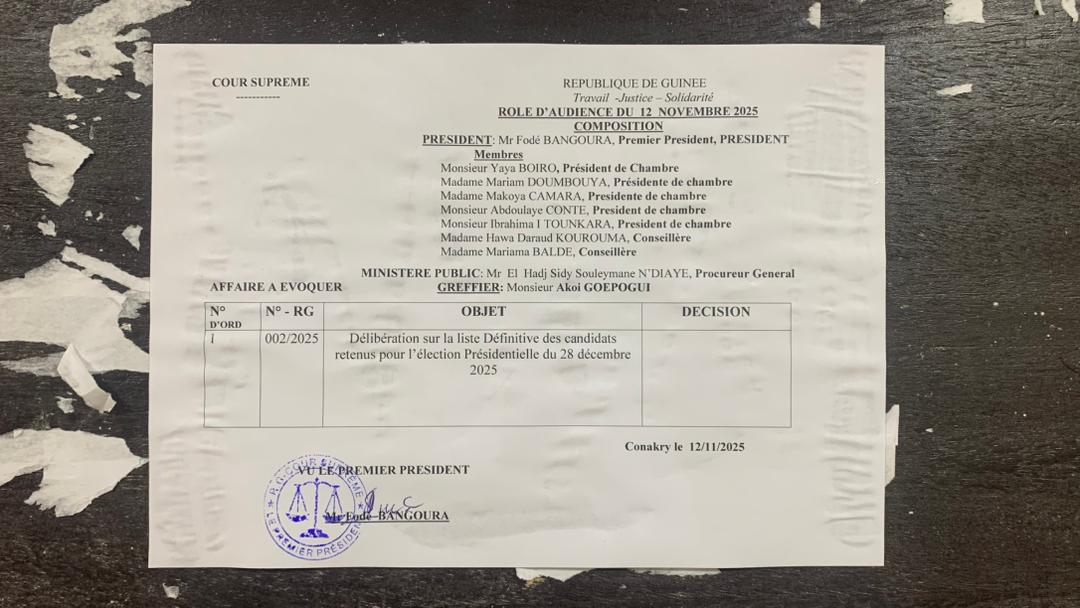 COUR SUPREME
-----------
REPUBLIQUE DE GUINEE
Travail -Justice – Solidarité
ROLE D'AUDIENCE DU 12 NOVEMBRE 2025
COMPOSITION
PRESIDENT: Mr Fodé BANGOURA, Premier President, PRESIDENT
Membres
Monsieur Yaya BOIRO, Président de Chambre
Madame Mariam DOUMBOUYA, Présidente de chambre
Madame Makoya CAMARA, Presidente de chambre
Monsieur Abdoulaye CONTE, President de chambre
Monsieur Ibrahima I TOUNKARA, President de chambre
Madame Hawa Daraud KOUROUMA, Conseillère
Madame Mariama BALDE, Conseillère
MINISTERE PUBLIC: Mr El Hadj Sidy Souleymane N'DIAYE, Procureur General
AFFAIRE A EVOQUER GREFFIER: Monsieur Akoi GOEPOGUI
N° D'ORD N° - RG OBJET DECISION
1 002/2025 Délibération sur la liste Définitive des candidats
retenus pour l'élection Présidentielle du 28 décembre
2025
Conakry le 12/11/2025
VU LE PREMIER PRESIDENT
Mr Fodé BANGOURA
R.G. COUR SUPRÊME
LE PREMIER PRÉSIDENT